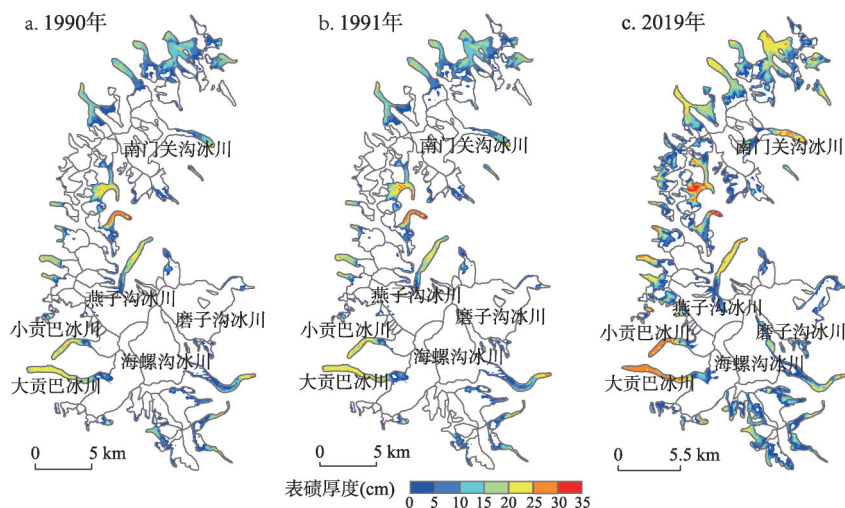 a. 1990年
b. 1991年
c. 2019年
南门关沟冰川
南门关沟冰川
南门关沟冰川
燕子沟冰川
磨子沟冰川
小贡巴冰川
海螺沟冰川
大贡巴冰川
燕子沟冰川
磨子沟冰川
小贡巴冰川
海螺沟冰川
大贡巴冰川
燕子沟冰川
磨子沟冰川
小贡巴冰川
海螺沟冰川
大贡巴冰川
0 5 km
0 5 km
0 5.5 km
表碛厚度(cm)
0 5 10 15 20 25 30 35